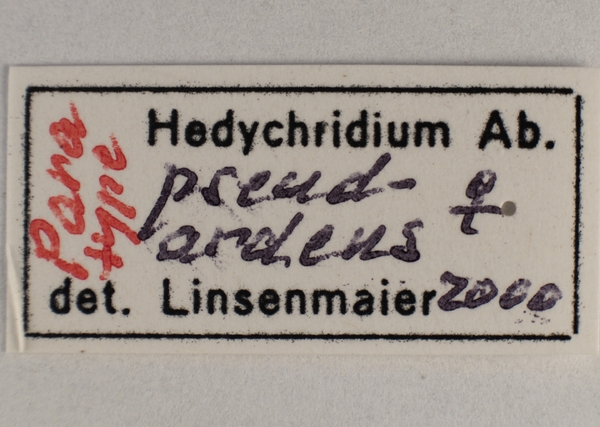 Para
type
Hedychridium Ab.
pseud- ♀
ardens
det. Linsenmaier 2000